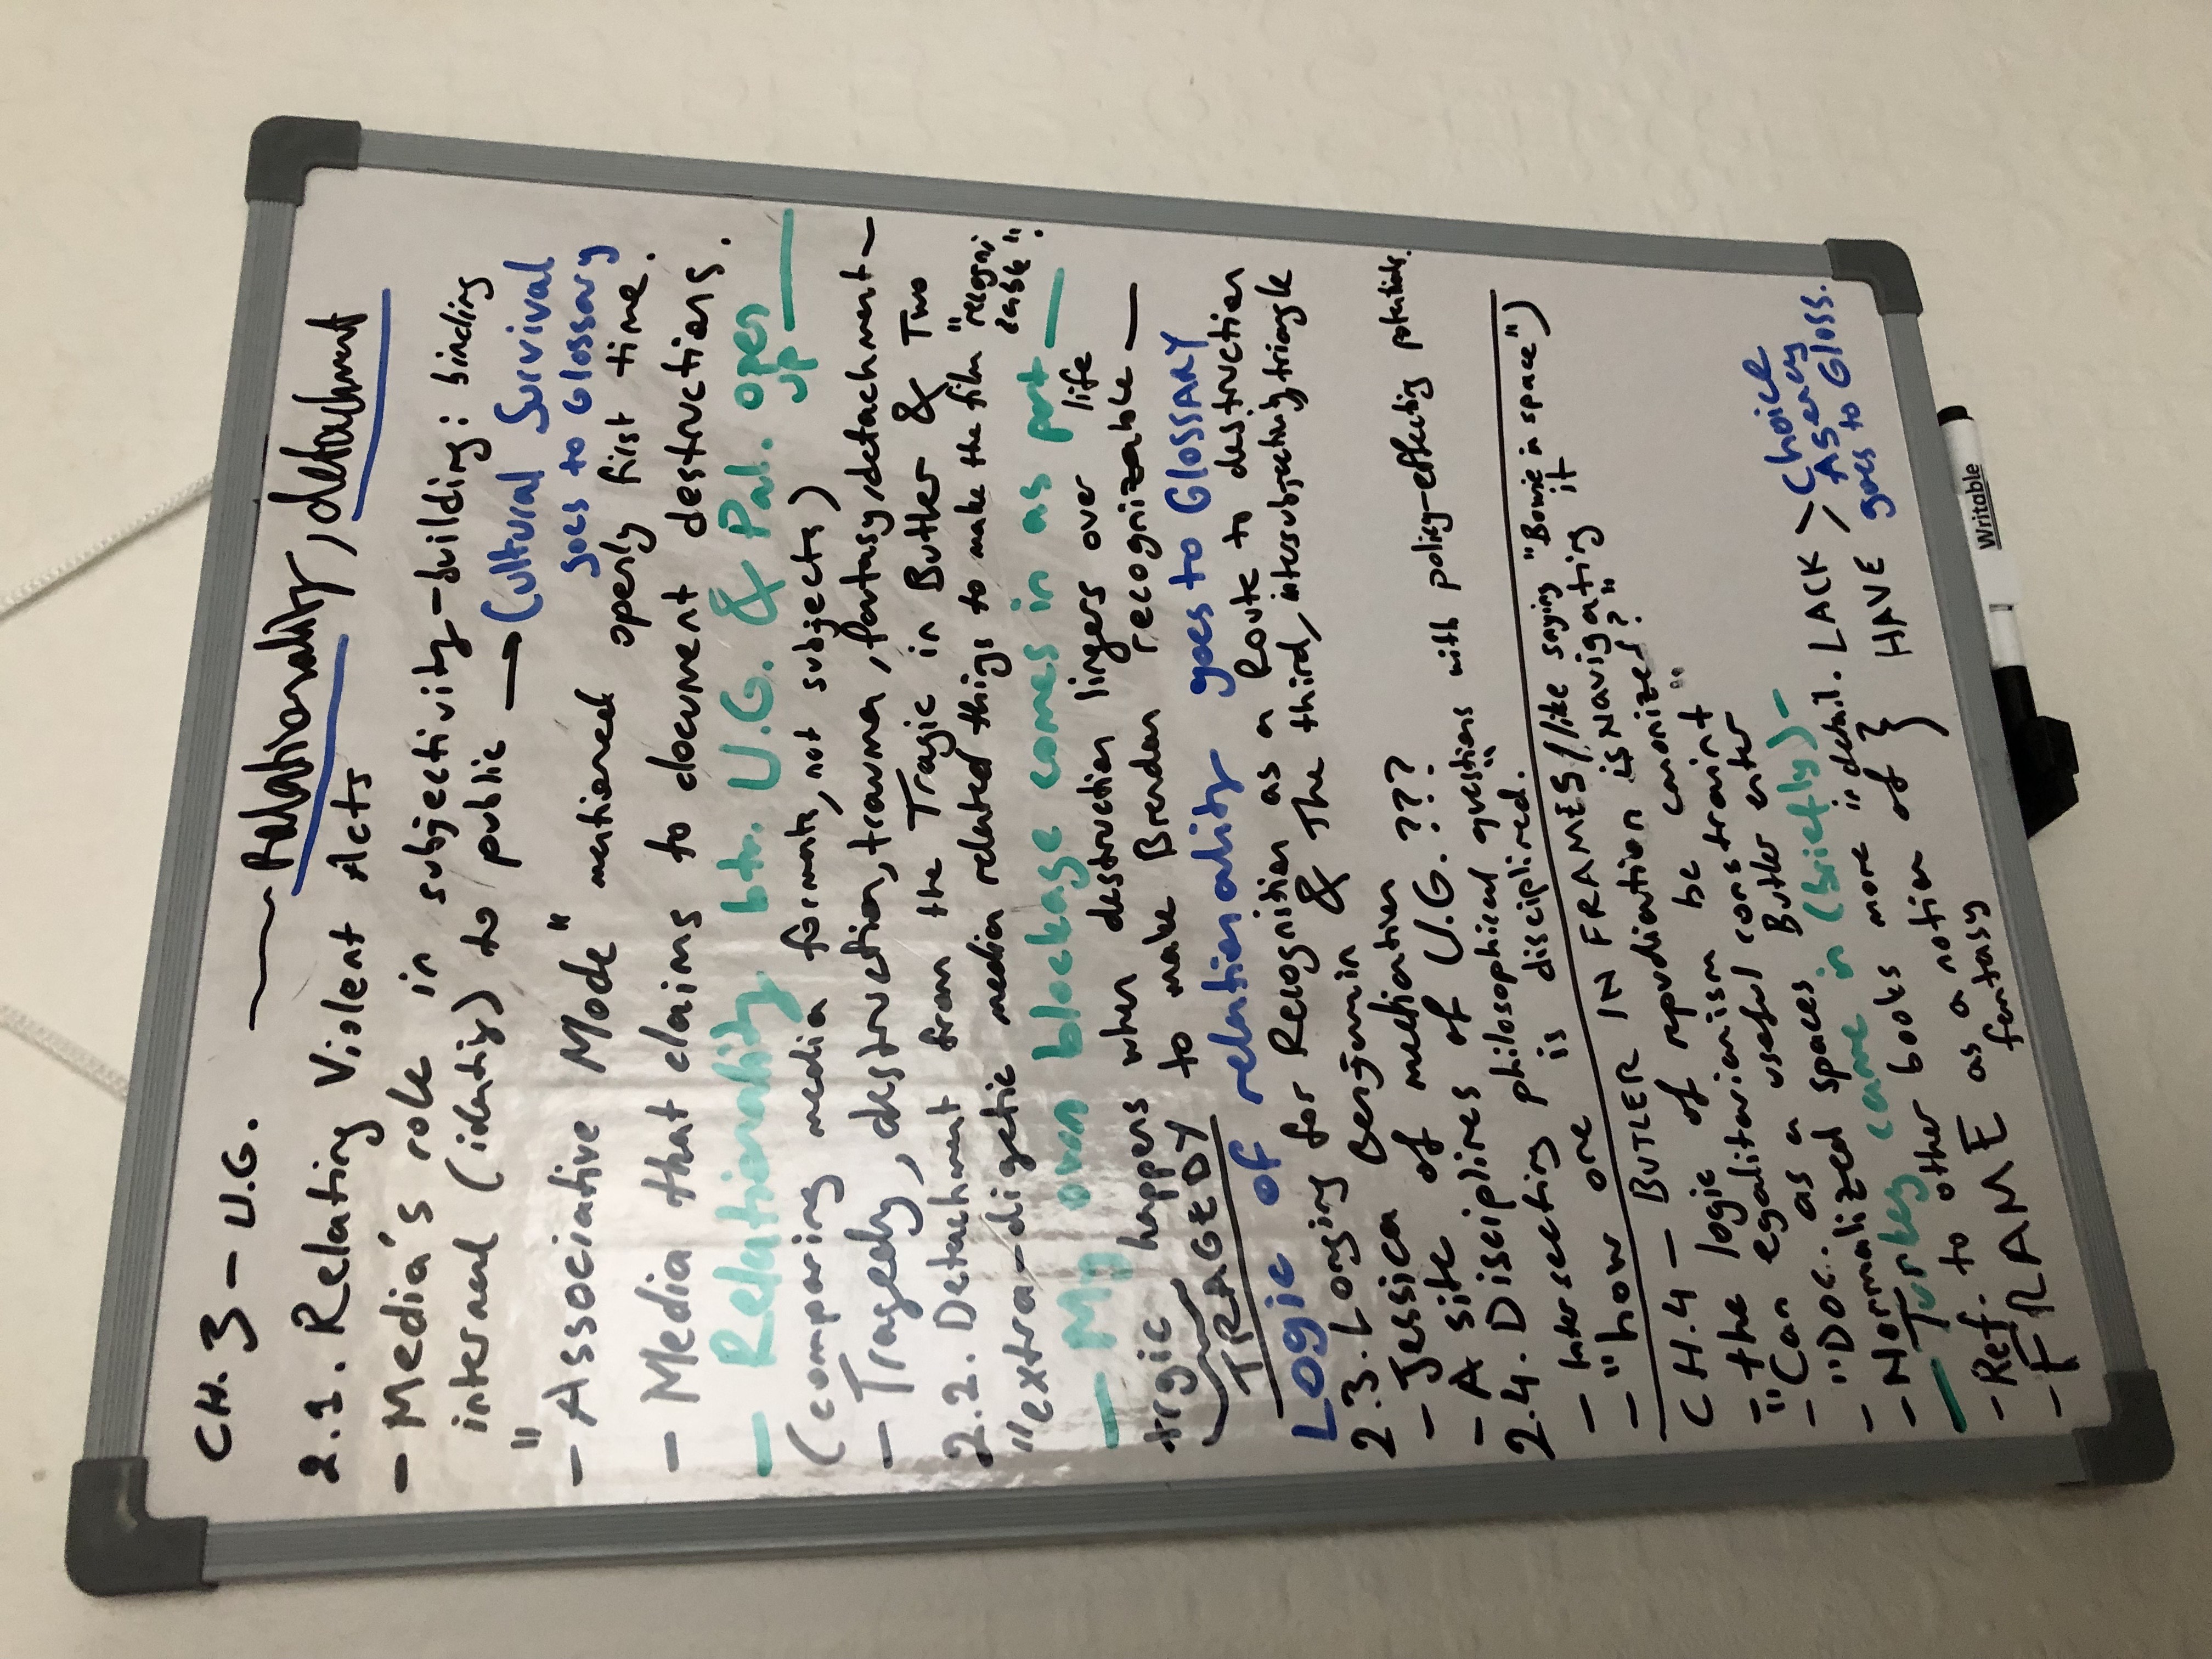 CH. 3 – U.G. — Relationality, detachment
2.1. Relating Violent Acts
- Media's role in subjectivity-building: binding
internal (identity) to public → Cultural Survival
goes to Glossary
- "Associative Mode" mentioned openly first time.
- Media that claims to document destructions.
- Relationality btw. U.G. & Pal. open
up —
(comparing media formats, not subjects)
- Tragedy, destruction, trauma, fantasy, detachment –
2.2. Detachment from the Tragic in Butler & Two
"extra-digetic media related things to make the film "recogni
zable".
— My own blockage comes in as part —
trgic happens when destruction lingers over life
TRAGEDY to make Brendan recognizable —
Logic of relationality goes to GLOSSARY
2.3. Longing for Recognition as a Route to destruction
- Jessica Benjamin & The third, intersubjectivity, triangle
- A site of mediation
2.4. Disciplines of U.G. ???
- Intersecting philosophical questions with policy-effecting potentials.
- "how one is disciplined."
CH.4 – BUTLER IN FRAMES (like saying "Bowie in space")
- the logic of repudiation is navigating it
- "Can egalitarianism be canonized?"
- "Doc. as a useful constraint"
- Normalized spaces Butler enter
— Turkey came in (briefly) –
- Ref. to other books more in detail.
- FRAME as a notion of }
fantasy
LACK
HAVE
Choice
Agency
goes to Gloss.
Writable